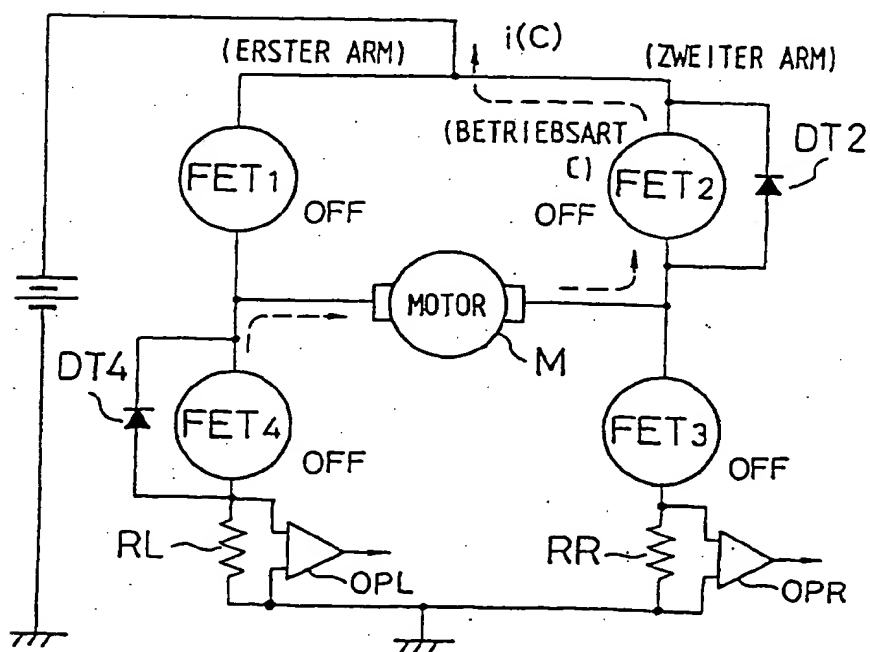 (ERSTER ARM)
i(C)
(ZWEITER ARM)
(BETRIEBSART
C)
DT2
FET1
OFF
FET2
OFF
MOTOR
M
DT4
FET4
OFF
FET3
OFF
RL
OPL
RR
OPR